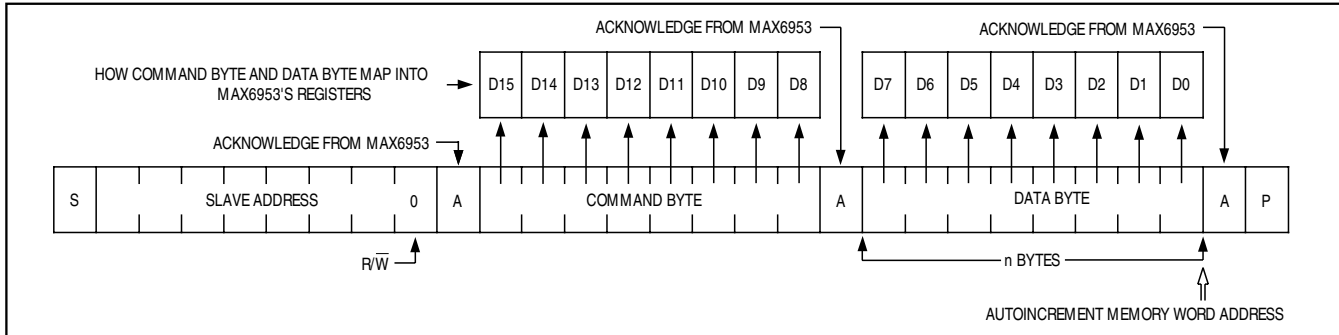 ACKNOWLEDGE FROM MAX6953
ACKNOWLEDGE FROM MAX6953
HOW COMMAND BYTE AND DATA BYTE MAP INTO
MAX6953'S REGISTERS
D15 D14 D13 D12 D11 D10 D9 D8
D7 D6 D5 D4 D3 D2 D1 D0
ACKNOWLEDGE FROM MAX6953
S SLAVE ADDRESS 0 A COMMAND BYTE A DATA BYTE A P
R/W̅
n BYTES
AUTOINCREMENT MEMORY WORD ADDRESS